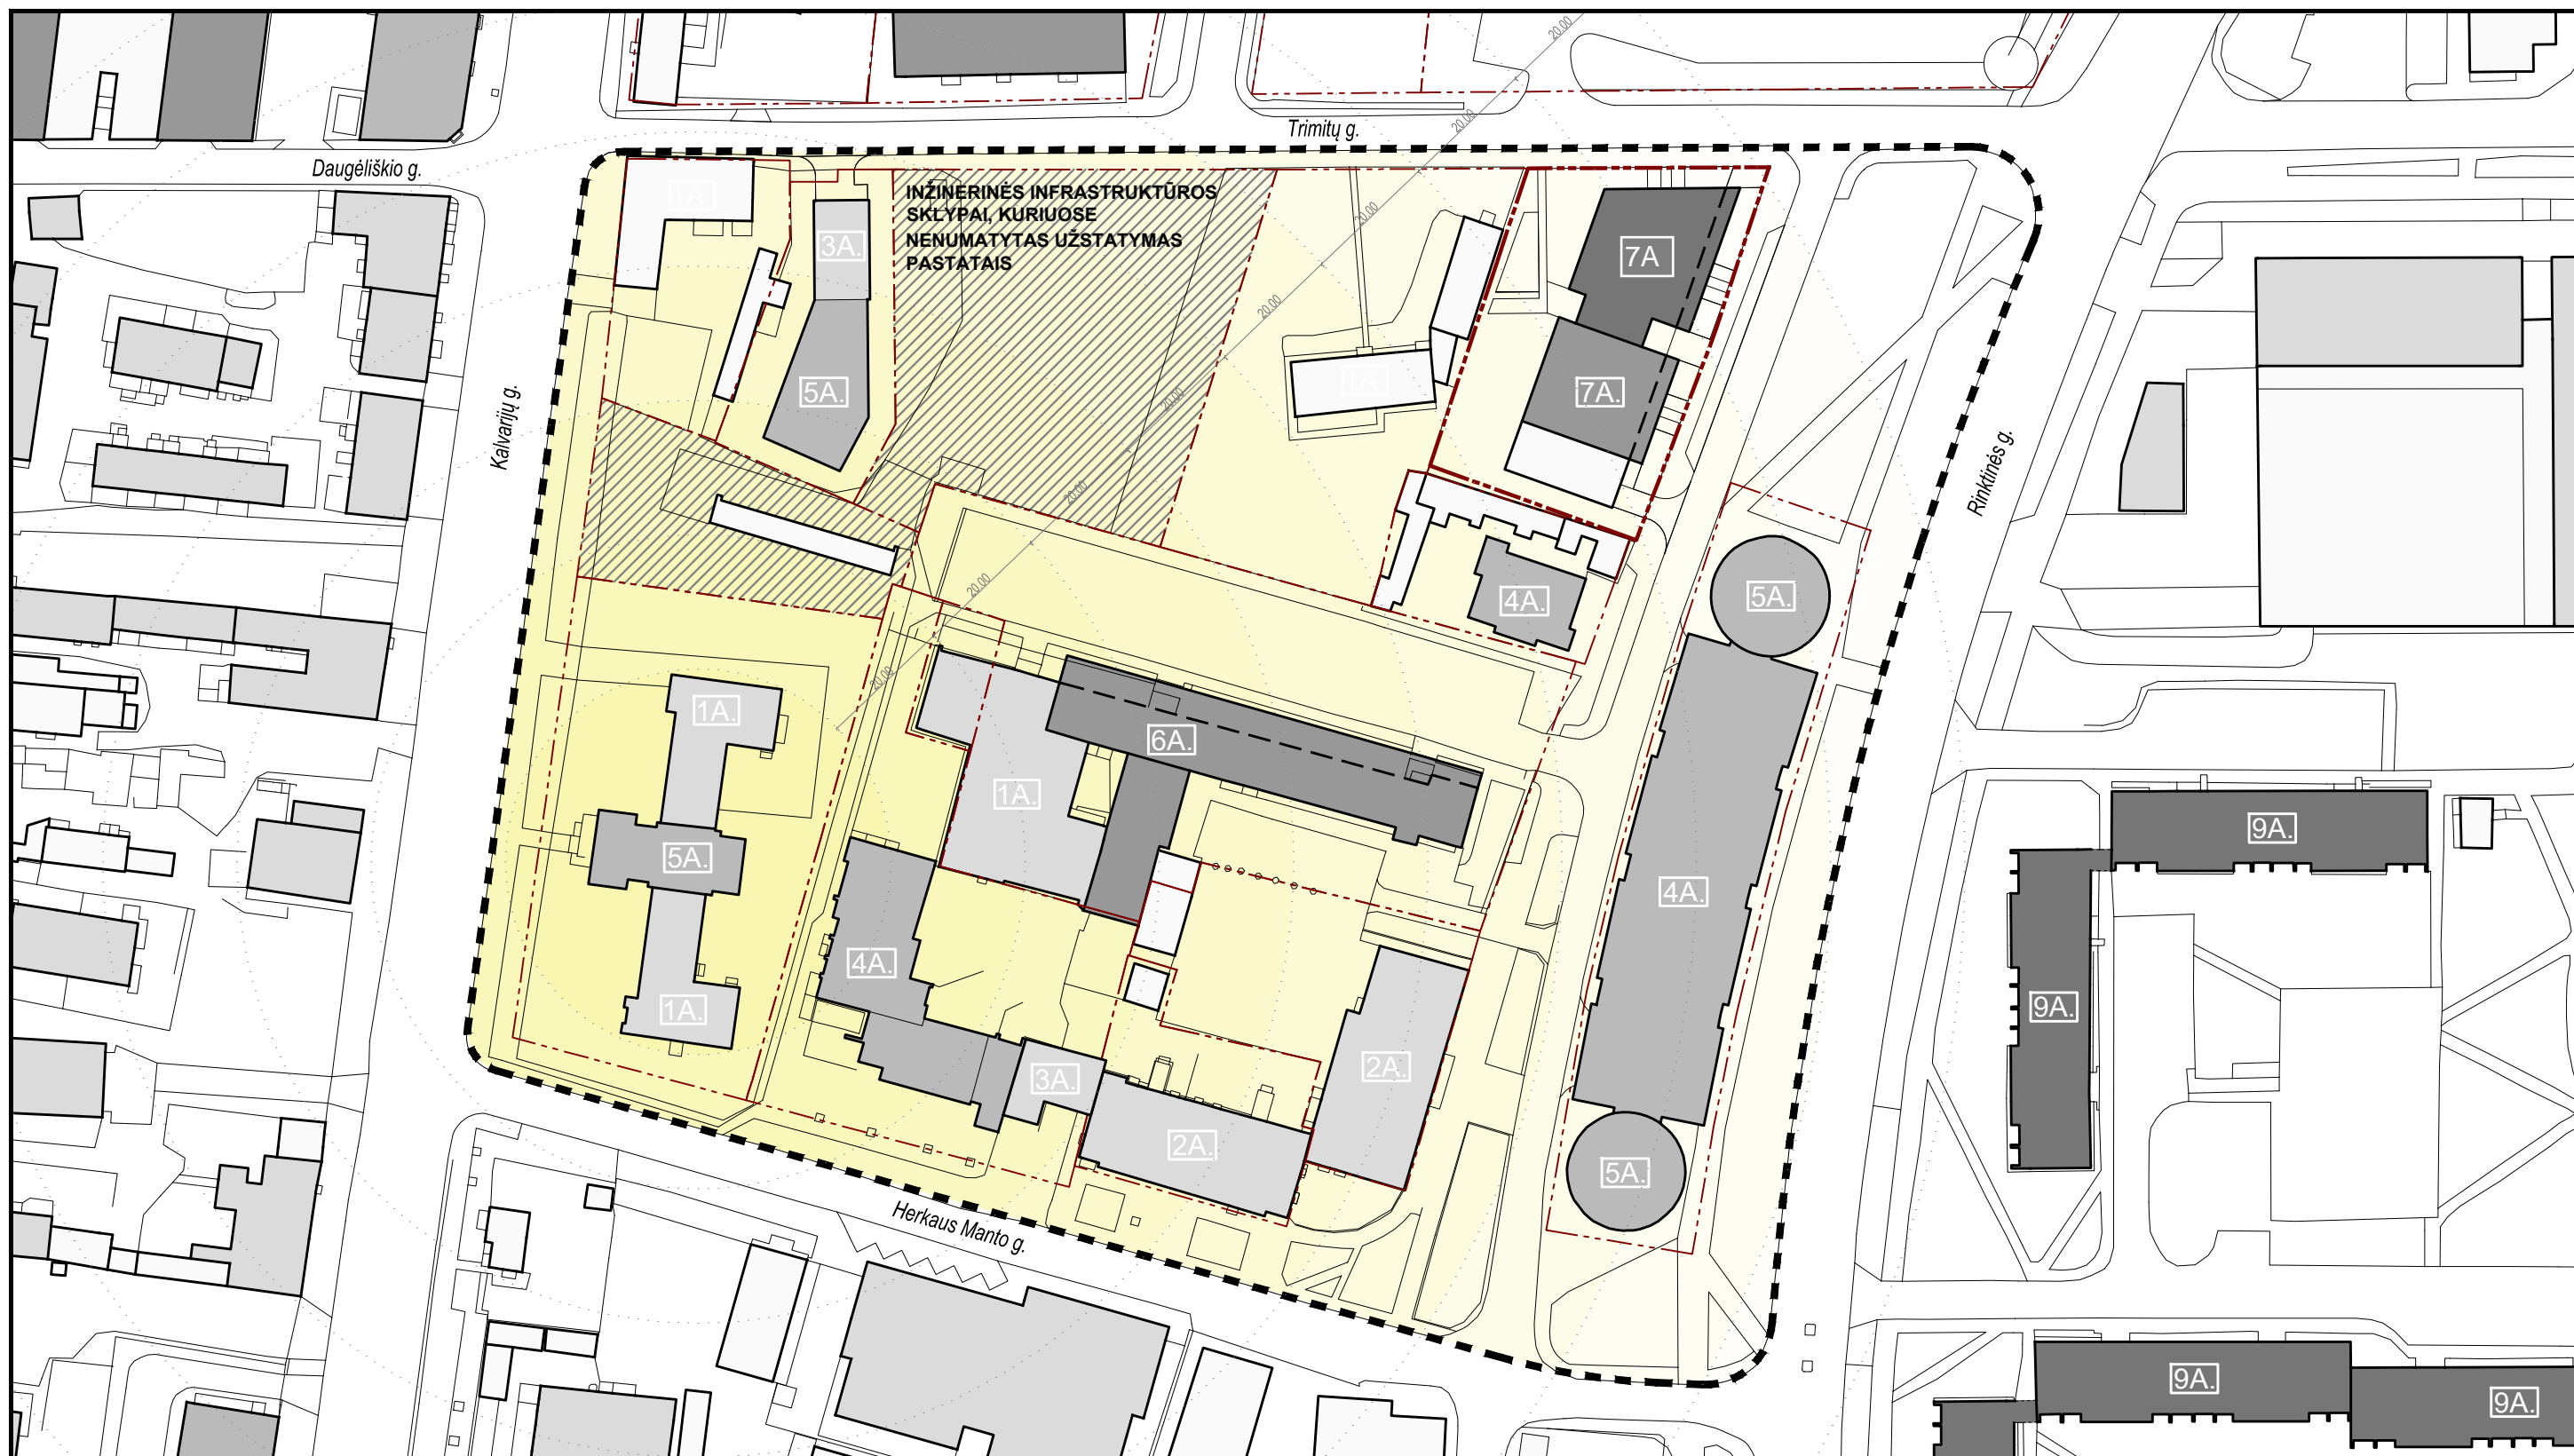 20.00
Trimitų g.
20.00
Daugėliškio g.
1A.
INŽINERINĖS INFRASTRUKTŪROS
SKLYPAI, KURIUOSE
NENUMATYTAS UŽSTATYMAS
PASTATAIS
20.00
3A.
7A
20.00
1A.
5A.
7A.
20.00
Kalvarijų g.
Rinktinės g.
20.00
20.00
4A.
5A.
20.00
1A.
6A.
1A.
9A.
5A.
4A.
4A.
1A.
9A.
3A.
2A.
2A.
5A.
Herkaus Manto g.
9A.
9A.